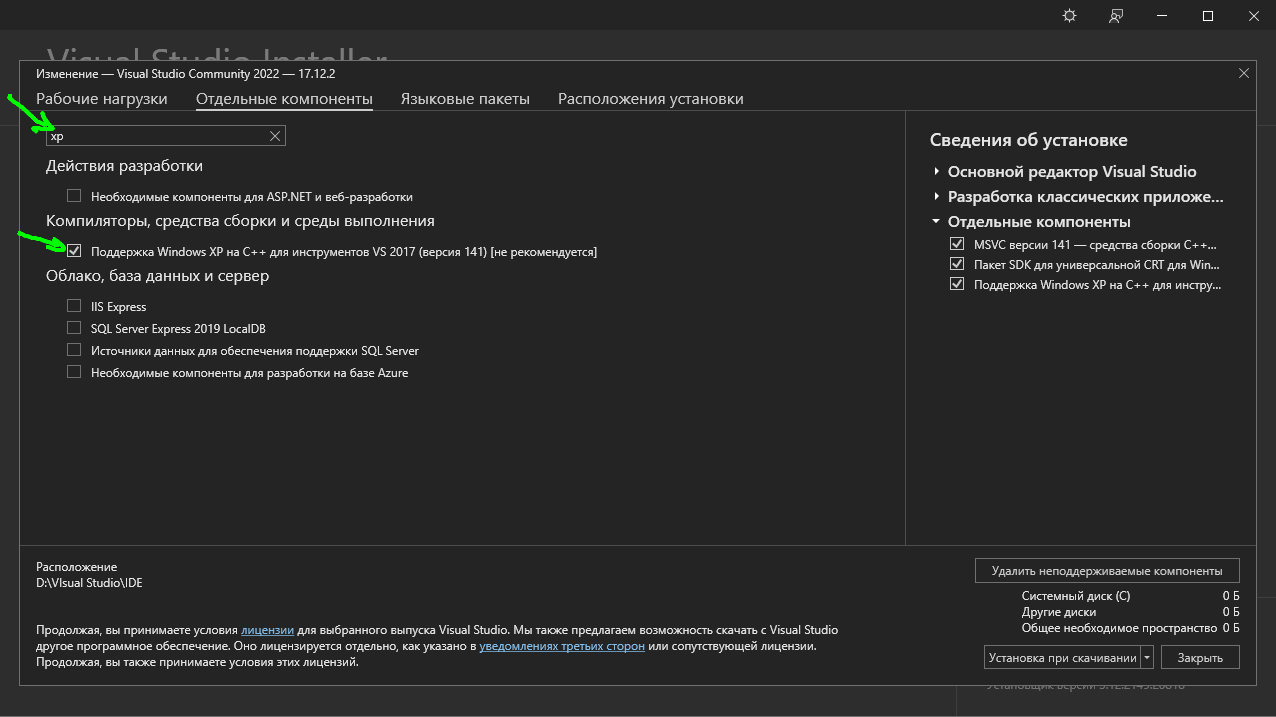 Visual Studio Installer
Изменение — Visual Studio Community 2022 — 17.12.2
Рабочие нагрузки
Отдельные компоненты
Языковые пакеты
Расположения установки
xp
Действия разработки
Необходимые компоненты для ASP.NET и веб-разработки
Компиляторы, средства сборки и среды выполнения
Поддержка Windows XP на C++ для инструментов VS 2017 (версия 141) [не рекомендуется]
Облако, база данных и сервер
IIS Express
SQL Server Express 2019 LocalDB
Источники данных для обеспечения поддержки SQL Server
Необходимые компоненты для разработки на базе Azure
Сведения об установке
Основной редактор Visual Studio
Разработка классических приложе...
Отдельные компоненты
MSVC версии 141 — средства сборки C++...
Пакет SDK для универсальной CRT для Win...
Поддержка Windows XP на C++ для инстру...
Расположение
D:\VIsual Studio\IDE
Продолжая, вы принимаете условия лицензии для выбранного выпуска Visual Studio. Мы также предлагаем возможность скачать с Visual Studio
другое программное обеспечение. Оно лицензируется отдельно, как указано в уведомлениях третьих сторон или сопутствующей лицензии.
Продолжая, вы также принимаете условия этих лицензий.
Удалить неподдерживаемые компоненты
Системный диск (C) 0 Б
Другие диски 0 Б
Общее необходимое пространство 0 Б
Установка при скачивании
Закрыть